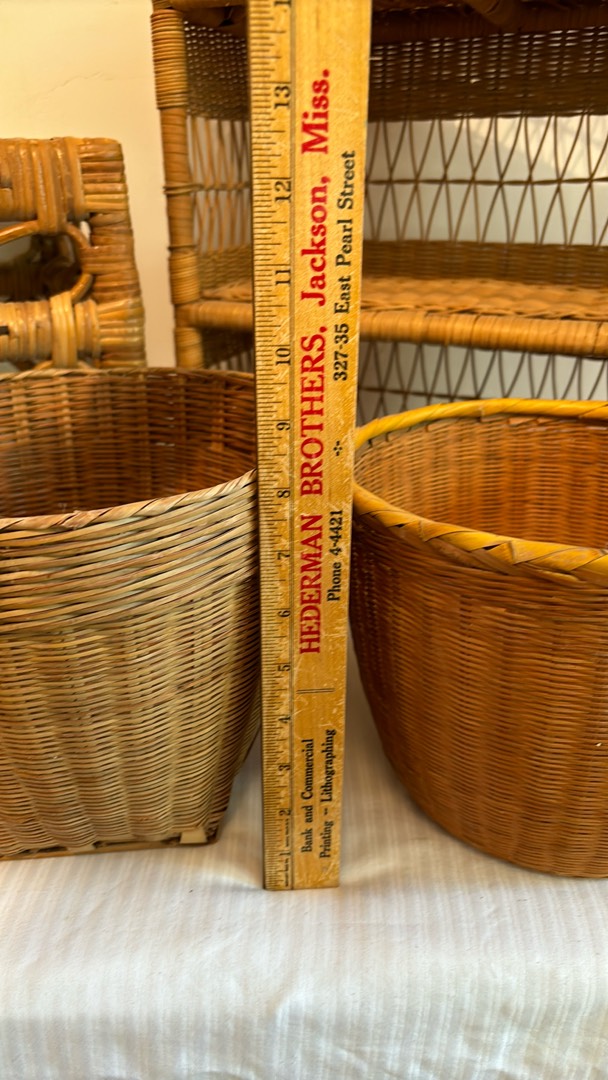 HEDERMAN BROTHERS, Jackson, Miss.
Phone 4-4421 -:- 327-35 East Pearl Street
Bank and Commercial
Printing - Lithographing
1 2 3 4 5 6 7 8 9 10 11 12 13